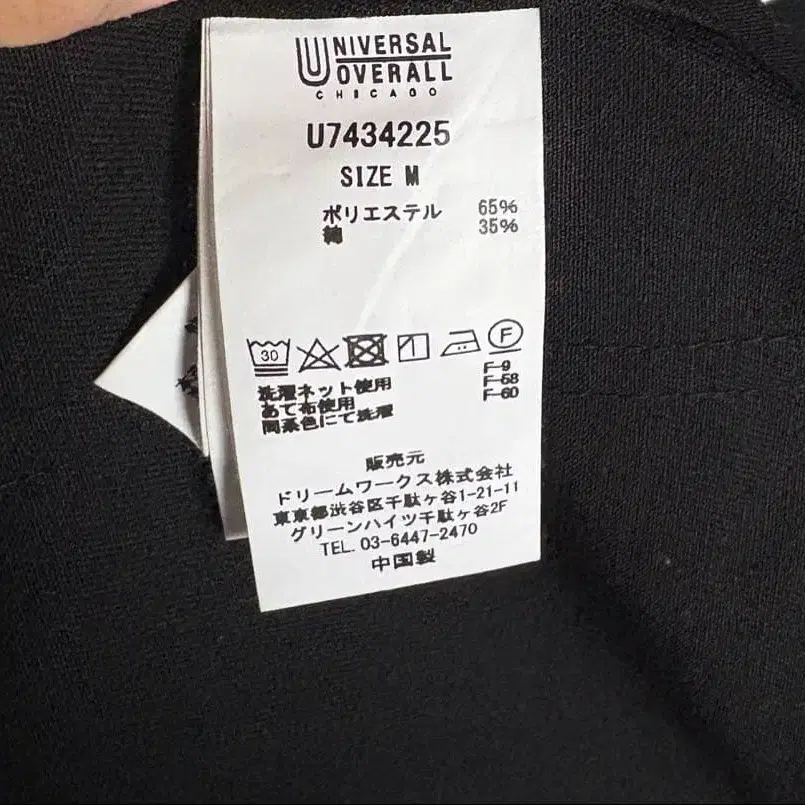 UNIVERSAL
OVERALL
CHICAGO
U7434225
SIZE M
ポリエステル 65%
綿 35%
30
F
F-9
F-58
F-60
洗濯ネット使用
あて布使用
同系色にて洗濯
販売元
ドリームワークス株式会社
東京都渋谷区千駄ヶ谷1-21-11
グリーンハイツ千駄ヶ谷2F
TEL. 03-6447-2470
中国製